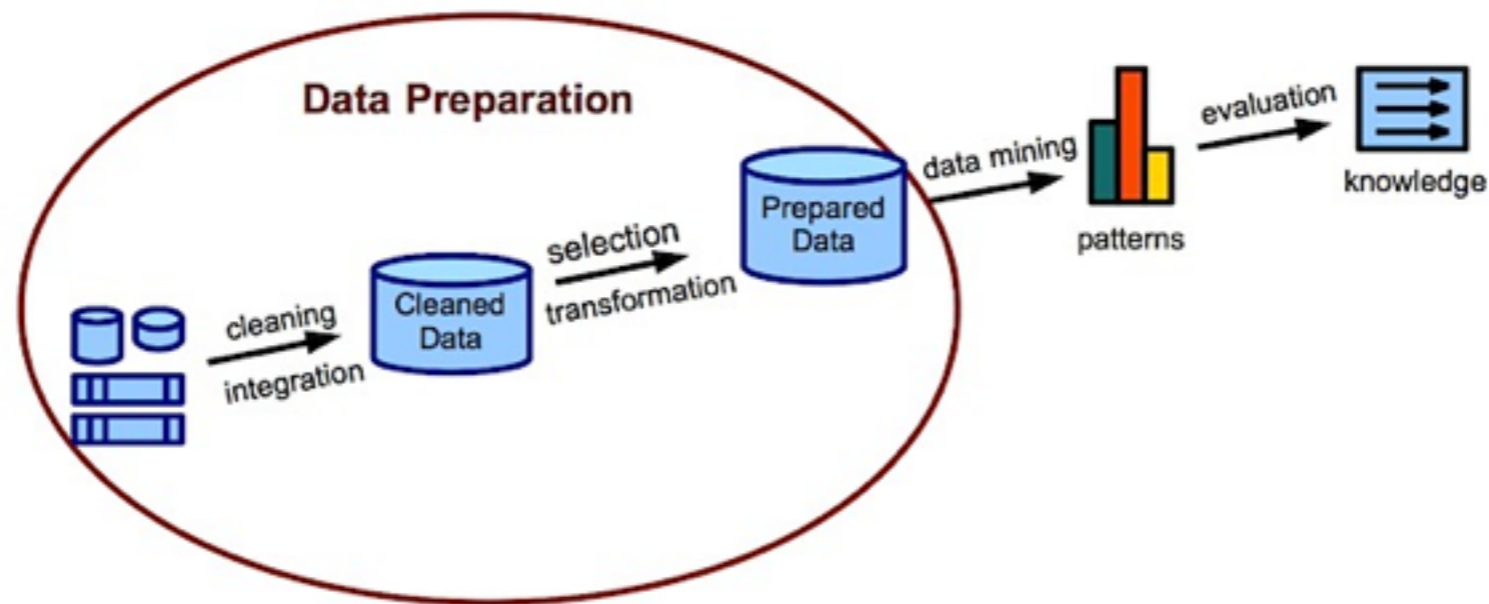 Data Preparation
cleaning
integration
Cleaned
Data
selection
transformation
Prepared
Data
data mining
patterns
evaluation
knowledge